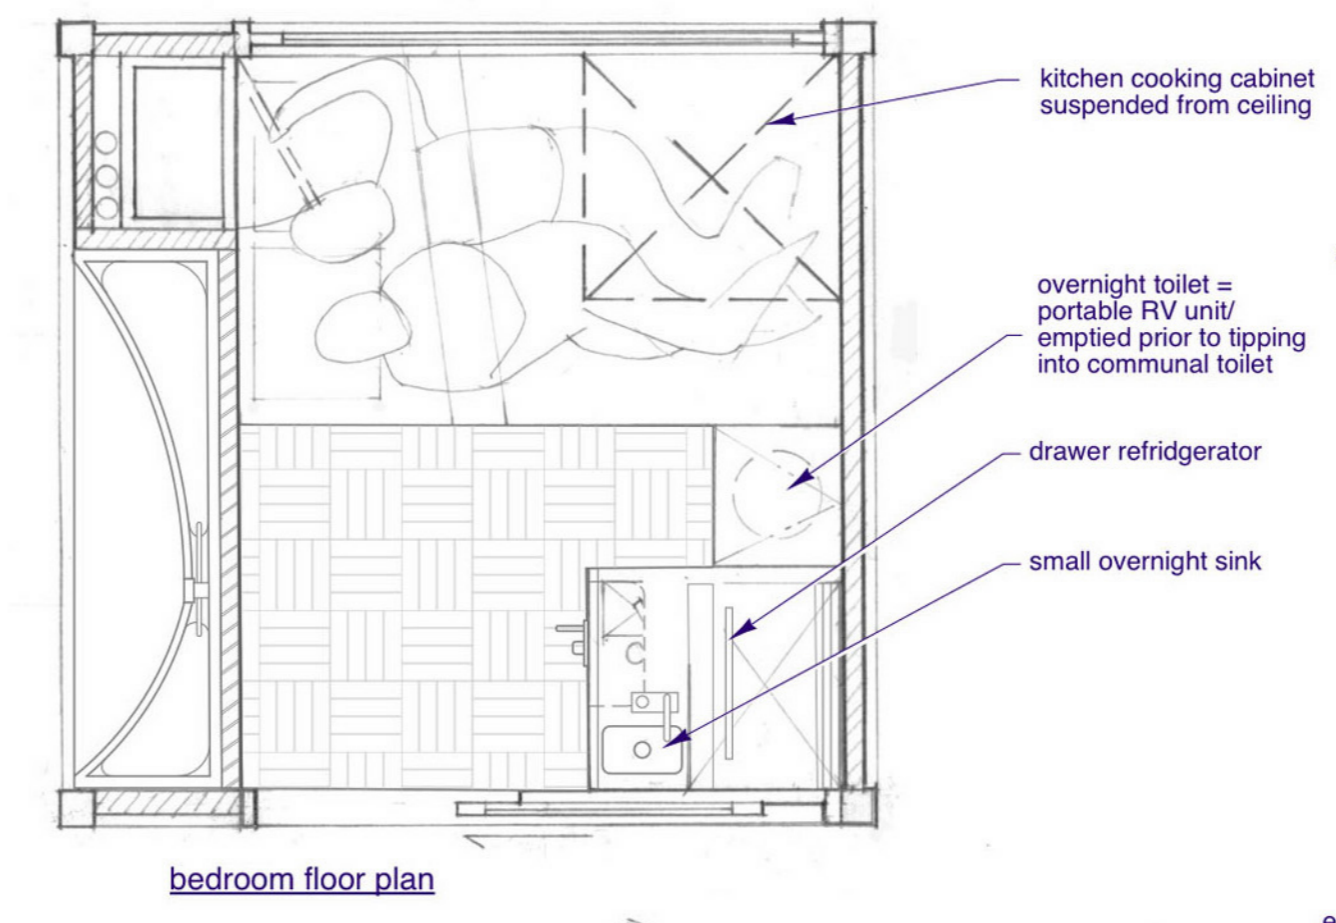 kitchen cooking cabinet
suspended from ceiling
overnight toilet =
portable RV unit/
emptied prior to tipping
into communal toilet
drawer refridgerator
small overnight sink
bedroom floor plan
e